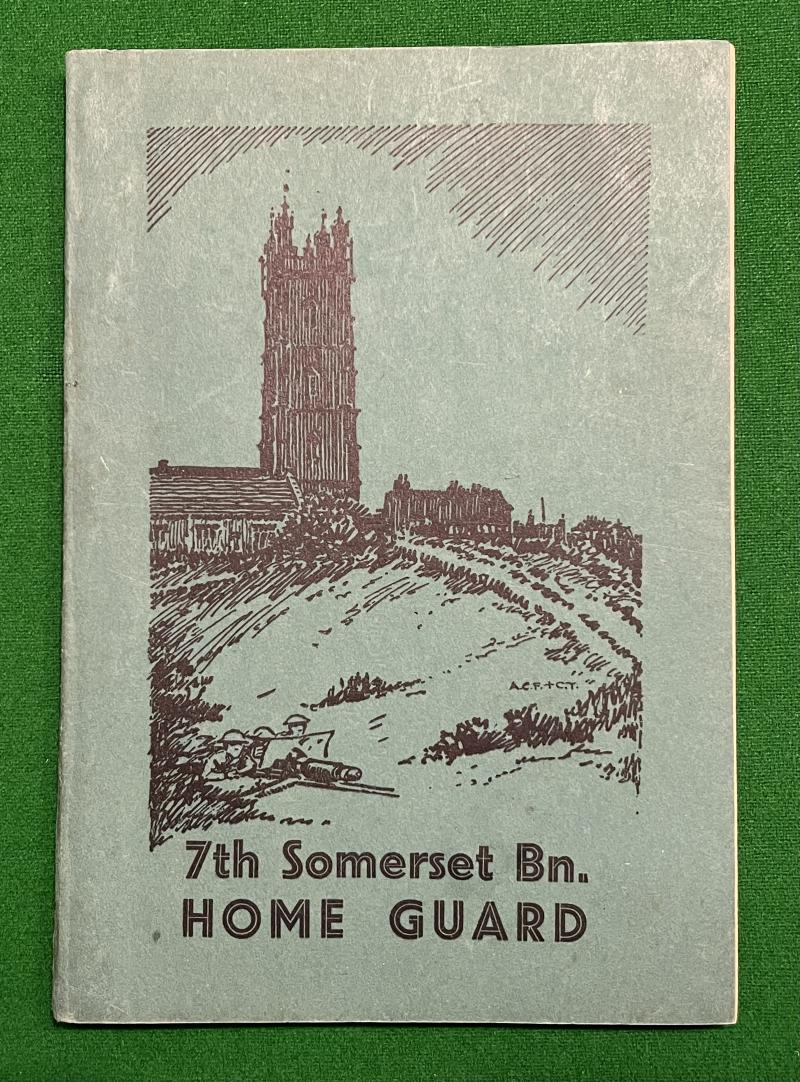 A.C.F.+C.T.
7th Somerset Bn.
HOME GUARD